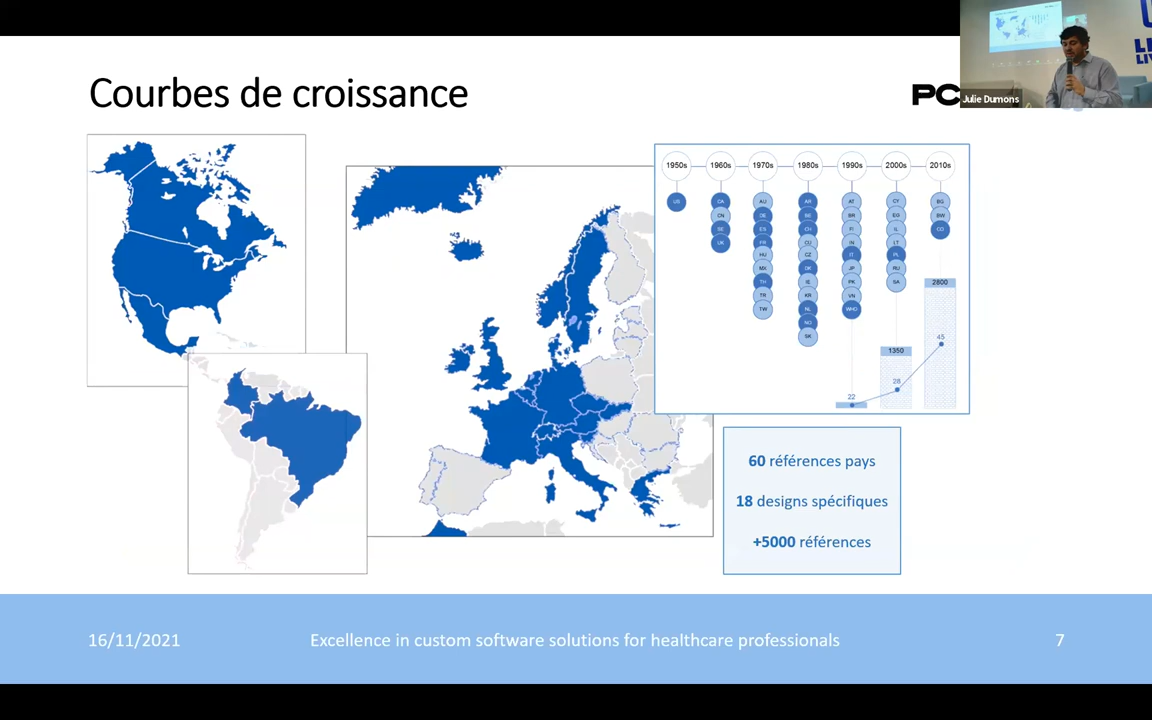 Courbes de croissance
PC
Julie Dumons
1950s
1960s
1970s
1980s
1990s
2000s
2010s
US
CA
CN
SE
UK
AU
DE
ES
FR
HU
MX
TR
TW
AR
BE
CH
CU
CZ
IE
KR
NL
NO
SK
AT
BR
FI
IN
IT
JP
PK
VN
WHO
CY
EG
IL
LT
PL
RU
SA
BG
BW
CO
2800
45
1350
28
22
60 références pays
18 designs spécifiques
+5000 références
16/11/2021
Excellence in custom software solutions for healthcare professionals
7